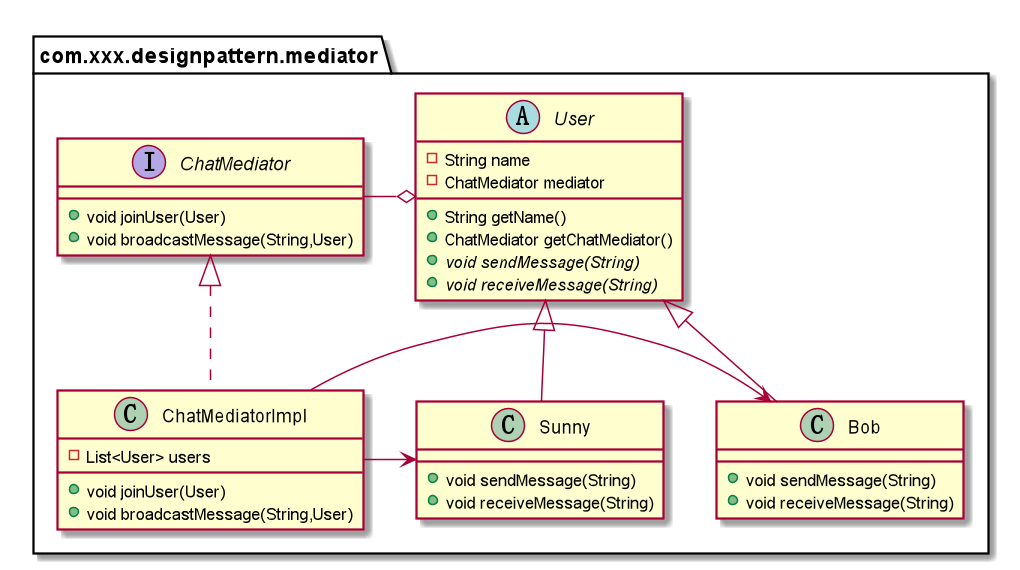 com.xxx.designpattern.mediator
I ChatMediator
void joinUser(User)
void broadcastMessage(String,User)
A User
String name
ChatMediator mediator
String getName()
ChatMediator getChatMediator()
void sendMessage(String)
void receiveMessage(String)
C ChatMediatorImpl
List<User> users
void joinUser(User)
void broadcastMessage(String,User)
C Sunny
void sendMessage(String)
void receiveMessage(String)
C Bob
void sendMessage(String)
void receiveMessage(String)